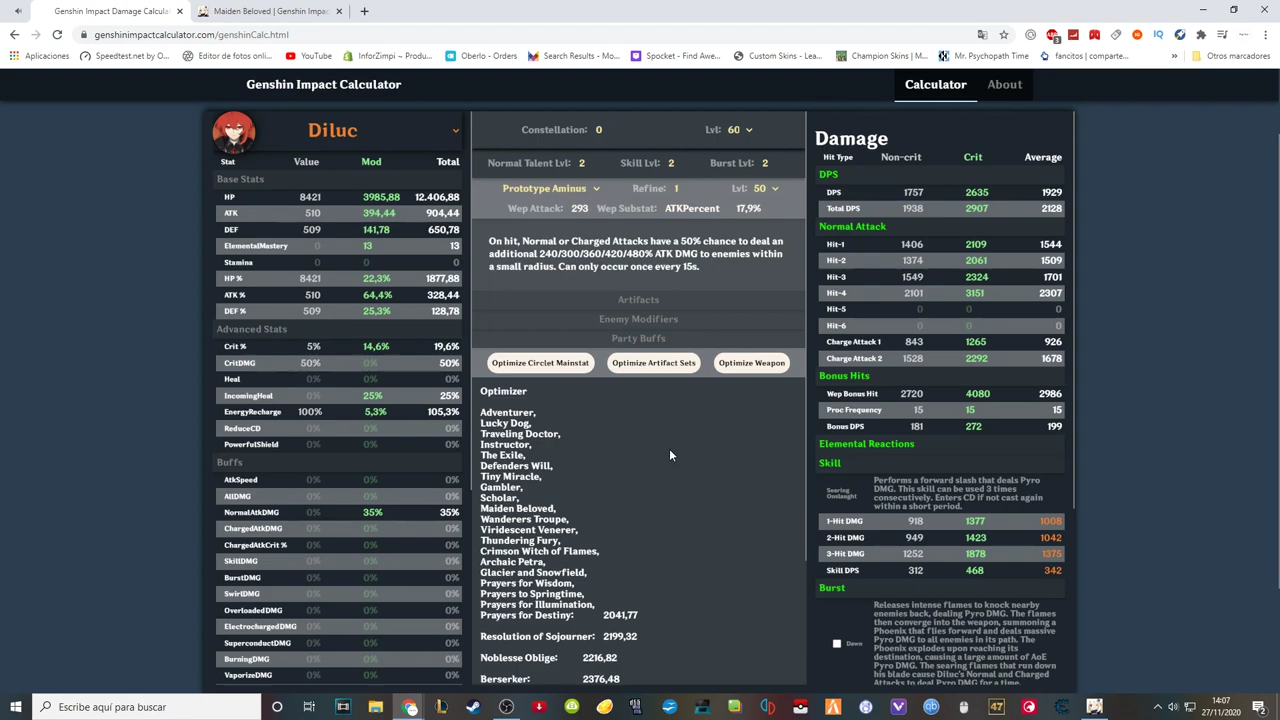 Genshin Impact Damage Calcula
Maiden Beloved | Genshin Impac
genshinimpactcalculator.com/genshinCalc.html
Aplicaciones
Speedtest.net by O...
Editor de fotos onli...
YouTube
InforZimpi ~ Produ...
Oberlo - Orders
Search Results - Mo...
Spocket - Find Awe...
Custom Skins - Lea...
Champion Skins | M...
Mr. Psychopath Time
fancitos | comparte...
»
Otros marcadores
Genshin Impact Calculator
Calculator
About
Diluc
Stat Value Mod Total
Base Stats
HP 8421 3985,88 12.406,88
ATK 510 394,44 904,44
DEF 509 141,78 650,78
ElementalMastery 0 13 13
Stamina 0 0 0
HP % 8421 22,3% 1877,88
ATK % 510 64,4% 328,44
DEF % 509 25,3% 128,78
Advanced Stats
Crit % 5% 14,6% 19,6%
CritDMG 50% 0% 50%
Heal 0% 0% 0%
IncomingHeal 0% 25% 25%
EnergyRecharge 100% 5,3% 105,3%
ReduceCD 0% 0% 0%
PowerfulShield 0% 0% 0%
Buffs
AtkSpeed 0% 0% 0%
AllDMG 0% 0% 0%
NormalAtkDMG 0% 35% 35%
ChargedAtkDMG 0% 0% 0%
ChargedAtkCrit % 0% 0% 0%
SkillDMG 0% 0% 0%
BurstDMG 0% 0% 0%
SwirlDMG 0% 0% 0%
OverloadedDMG 0% 0% 0%
ElectrochargedDMG 0% 0% 0%
SuperconductDMG 0% 0% 0%
BurningDMG 0% 0% 0%
VaporizeDMG 0% 0% 0%
Constellation: 0 Lvl: 60
Normal Talent Lvl: 2 Skill Lvl: 2 Burst Lvl: 2
Prototype Aminus Refine: 1 Lvl: 50
Wep Attack: 293 Wep Substat: ATKPercent 17,9%
On hit, Normal or Charged Attacks have a 50% chance to deal an
additional 240/300/360/420/480% ATK DMG to enemies within
a small radius. Can only occur once every 15s.
Artifacts
Enemy Modifiers
Party Buffs
Optimize Circlet Mainstat
Optimize Artifact Sets
Optimize Weapon
Optimizer
Adventurer,
Lucky Dog,
Traveling Doctor,
Instructor,
The Exile,
Defenders Will,
Tiny Miracle,
Gambler,
Scholar,
Maiden Beloved,
Wanderers Troupe,
Viridescent Venerer,
Thundering Fury,
Crimson Witch of Flames,
Archaic Petra,
Glacier and Snowfield,
Prayers for Wisdom,
Prayers to Springtime,
Prayers for Illumination,
Prayers for Destiny: 2041,77
Resolution of Sojourner: 2199,32
Noblesse Oblige: 2216,82
Berserker: 2376,48
Damage
Hit Type Non-crit Crit Average
DPS
DPS 1757 2635 1929
Total DPS 1938 2907 2128
Normal Attack
Hit-1 1406 2109 1544
Hit-2 1374 2061 1509
Hit-3 1549 2324 1701
Hit-4 2101 3151 2307
Hit-5 0 0 0
Hit-6 0 0 0
Charge Attack 1 843 1265 926
Charge Attack 2 1528 2292 1678
Bonus Hits
Wep Bonus Hit 2720 4080 2986
Proc Frequency 15 15 15
Bonus DPS 181 272 199
Elemental Reactions
Skill
Searing
Onslaught
Performs a forward slash that deals Pyro
DMG. This skill can be used 3 times
consecutively. Enters CD if not cast again
within a short period.
1-Hit DMG 918 1377 1008
2-Hit DMG 949 1423 1042
3-Hit DMG 1252 1878 1375
Skill DPS 312 468 342
Burst
Dawn
Releases intense flames to knock nearby
enemies back, dealing Pyro DMG. The flames
then converge into the weapon, summoning a
Phoenix that flies forward and deals massive
Pyro DMG to all enemies in its path. The
Phoenix explodes upon reaching its
destination, causing a large amount of AoE
Pyro DMG. The searing flames that run down
his blade cause Diluc's Normal and Charged
Attacks to deal Pyro DMG for a time.
Escribe aquí para buscar
14:07
27/11/2020